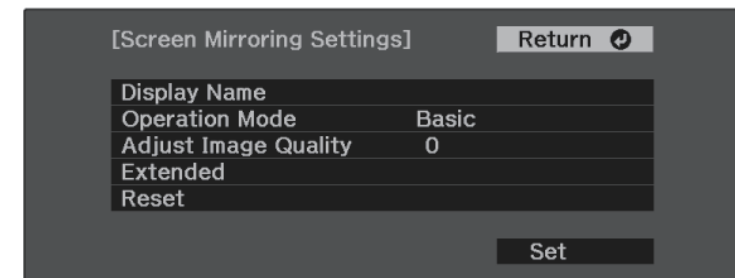 [Screen Mirroring Settings] Return
Display Name
Operation Mode Basic
Adjust Image Quality 0
Extended
Reset
Set